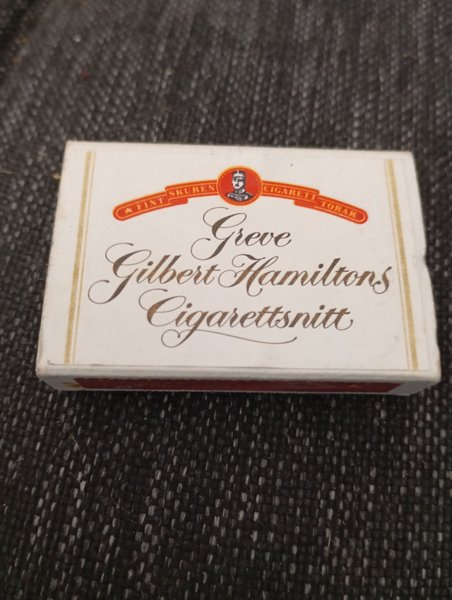 ★ FINT SKUREN CIGARETT TOBAK
Greve
Gilbert Hamiltons
Cigarettsnitt